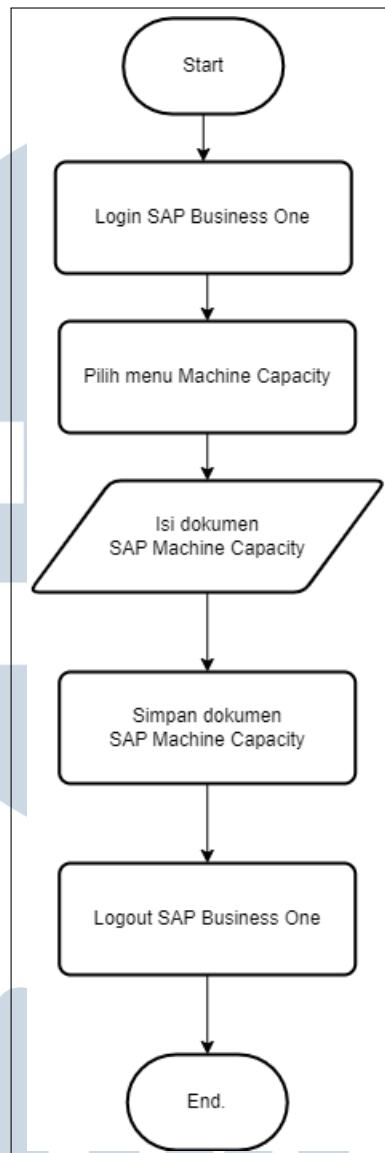 Start
Login SAP Business One
Pilih menu Machine Capacity
Isi dokumen
SAP Machine Capacity
Simpan dokumen
SAP Machine Capacity
Logout SAP Business One
End.